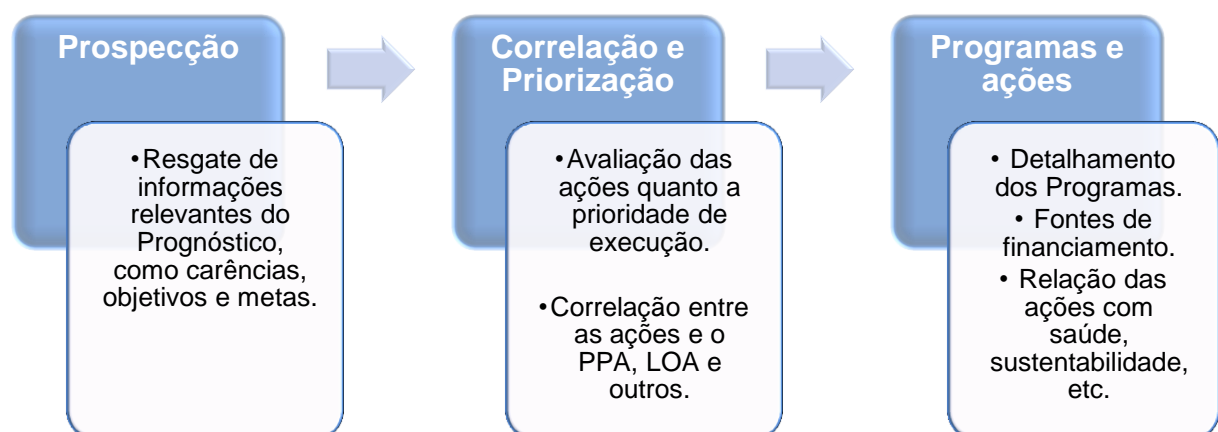 Prospecção
•Resgate de
informações
relevantes do
Prognóstico,
como carências,
objetivos e metas.
Correlação e
Priorização
•Avaliação das
ações quanto a
prioridade de
execução.
•Correlação entre
as ações e o
PPA, LOA e
outros.
Programas e
ações
• Detalhamento
dos Programas.
• Fontes de
financiamento.
• Relação das
ações com
saúde,
sustentabilidade,
etc.